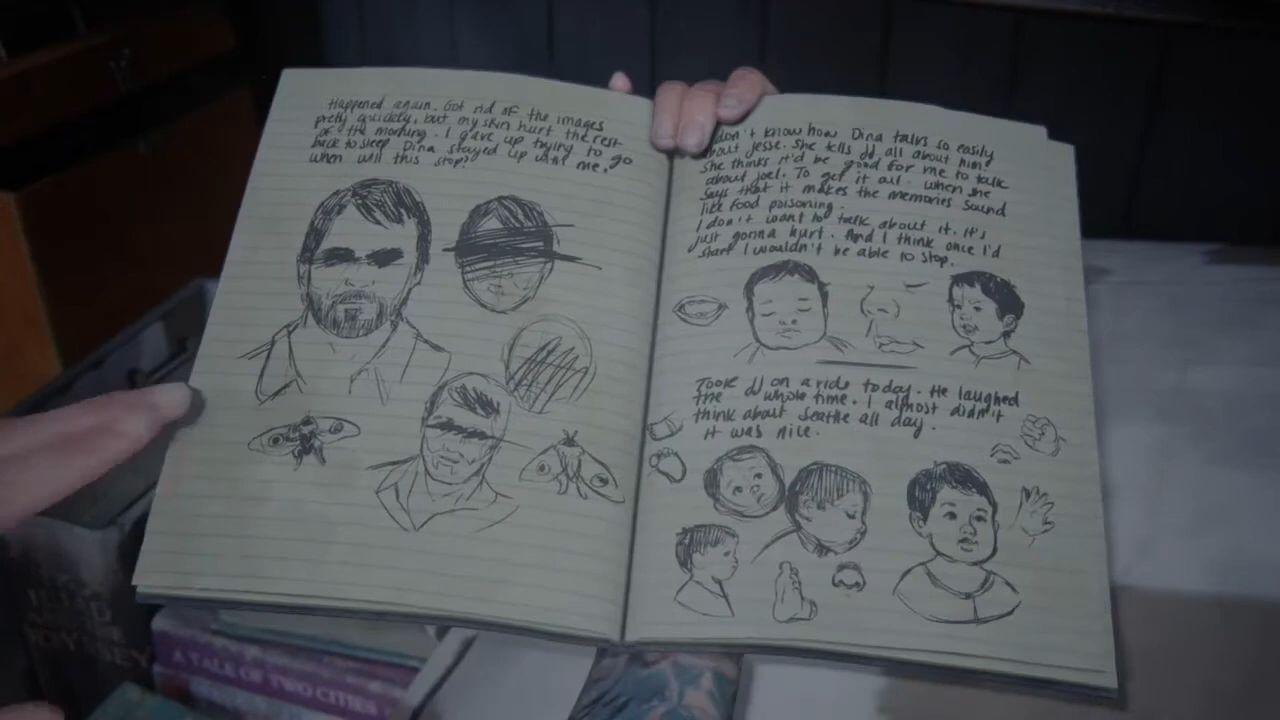 Happened again. Got rid of the images
pretty quickly, but my skin hurt the rest
of the morning. I gave up trying to go
back to sleep. Dina stayed up with me.
When will this stop?
don't know how Dina talks so easily
about Jesse. She tells JJ all about him.
She thinks it'd be good for me to talk
about Joel. To get it out. When she
says that it makes the memories sound
like food poisoning.
I don't want to talk about it. It's
just gonna hurt. And I think once I'd
start I wouldn't be able to stop.
Took JJ on a ride today. He laughed
the whole time. I almost didn't
think about Seattle all day.
It was nice.
A TALE OF TWO CITIES